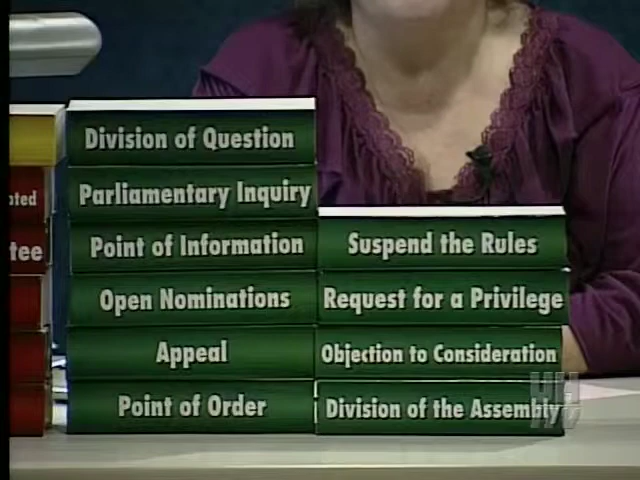 Division of Question
Parliamentary Inquiry
Point of Information
Open Nominations
Appeal
Point of Order
Suspend the Rules
Request for a Privilege
Objection to Consideration
Division of the Assembly